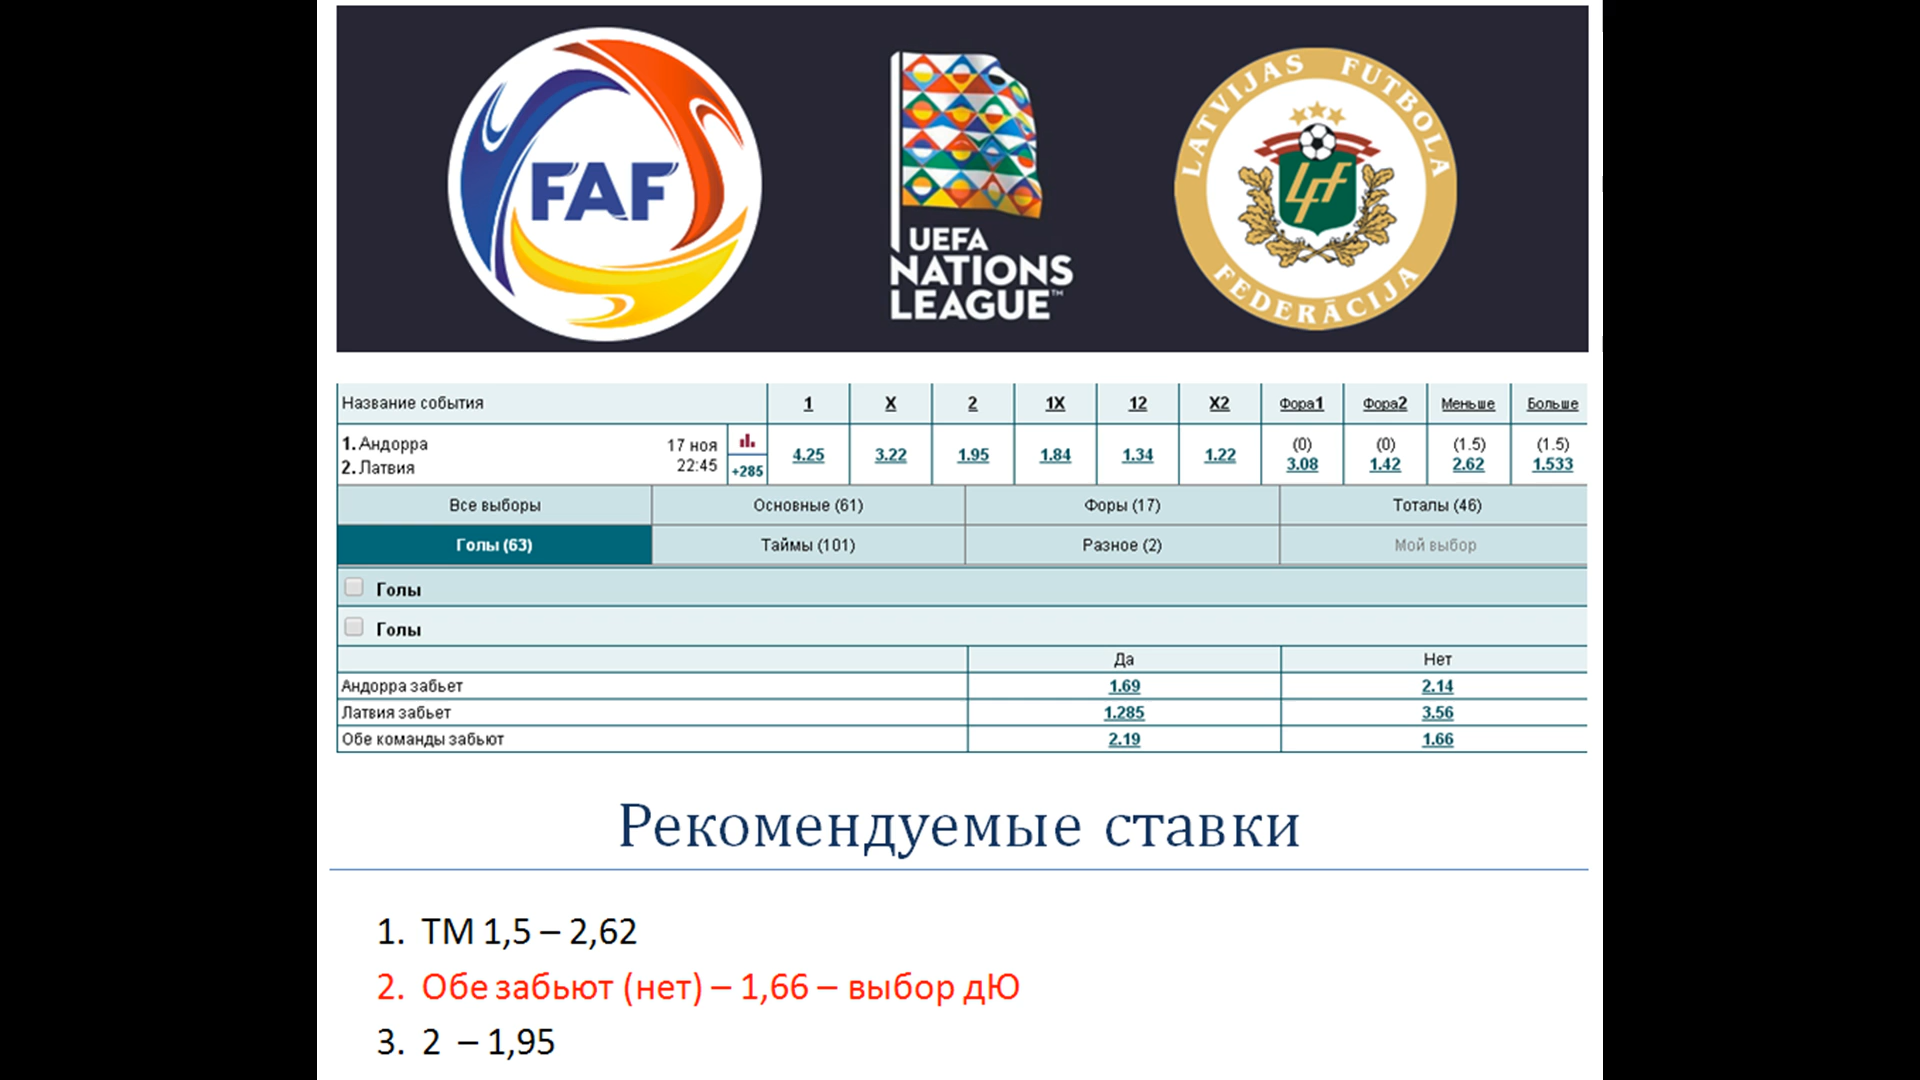 FAF
UEFA
NATIONS
LEAGUE™
LATVIJAS FUTBOLA
LFF
FEDERĀCIJA
Название события 1 X 2 1X 12 X2 Фора1 Фора2 Меньше Больше
1. Андорра 17 ноя (0) (0) (1.5) (1.5)
2. Латвия 22:45 +285 4.25 3.22 1.95 1.84 1.34 1.22 3.08 1.42 2.62 1.533
Все выборы Основные (61) Форы (17) Тоталы (46)
Голы (63) Таймы (101) Разное (2) Мой выбор
Голы
Голы
Да Нет
Андорра забьет 1.69 2.14
Латвия забьет 1.285 3.56
Обе команды забьют 2.19 1.66
Рекомендуемые ставки
1. ТМ 1,5 – 2,62
2. Обе забьют (нет) – 1,66 – выбор дЮ
3. 2 – 1,95